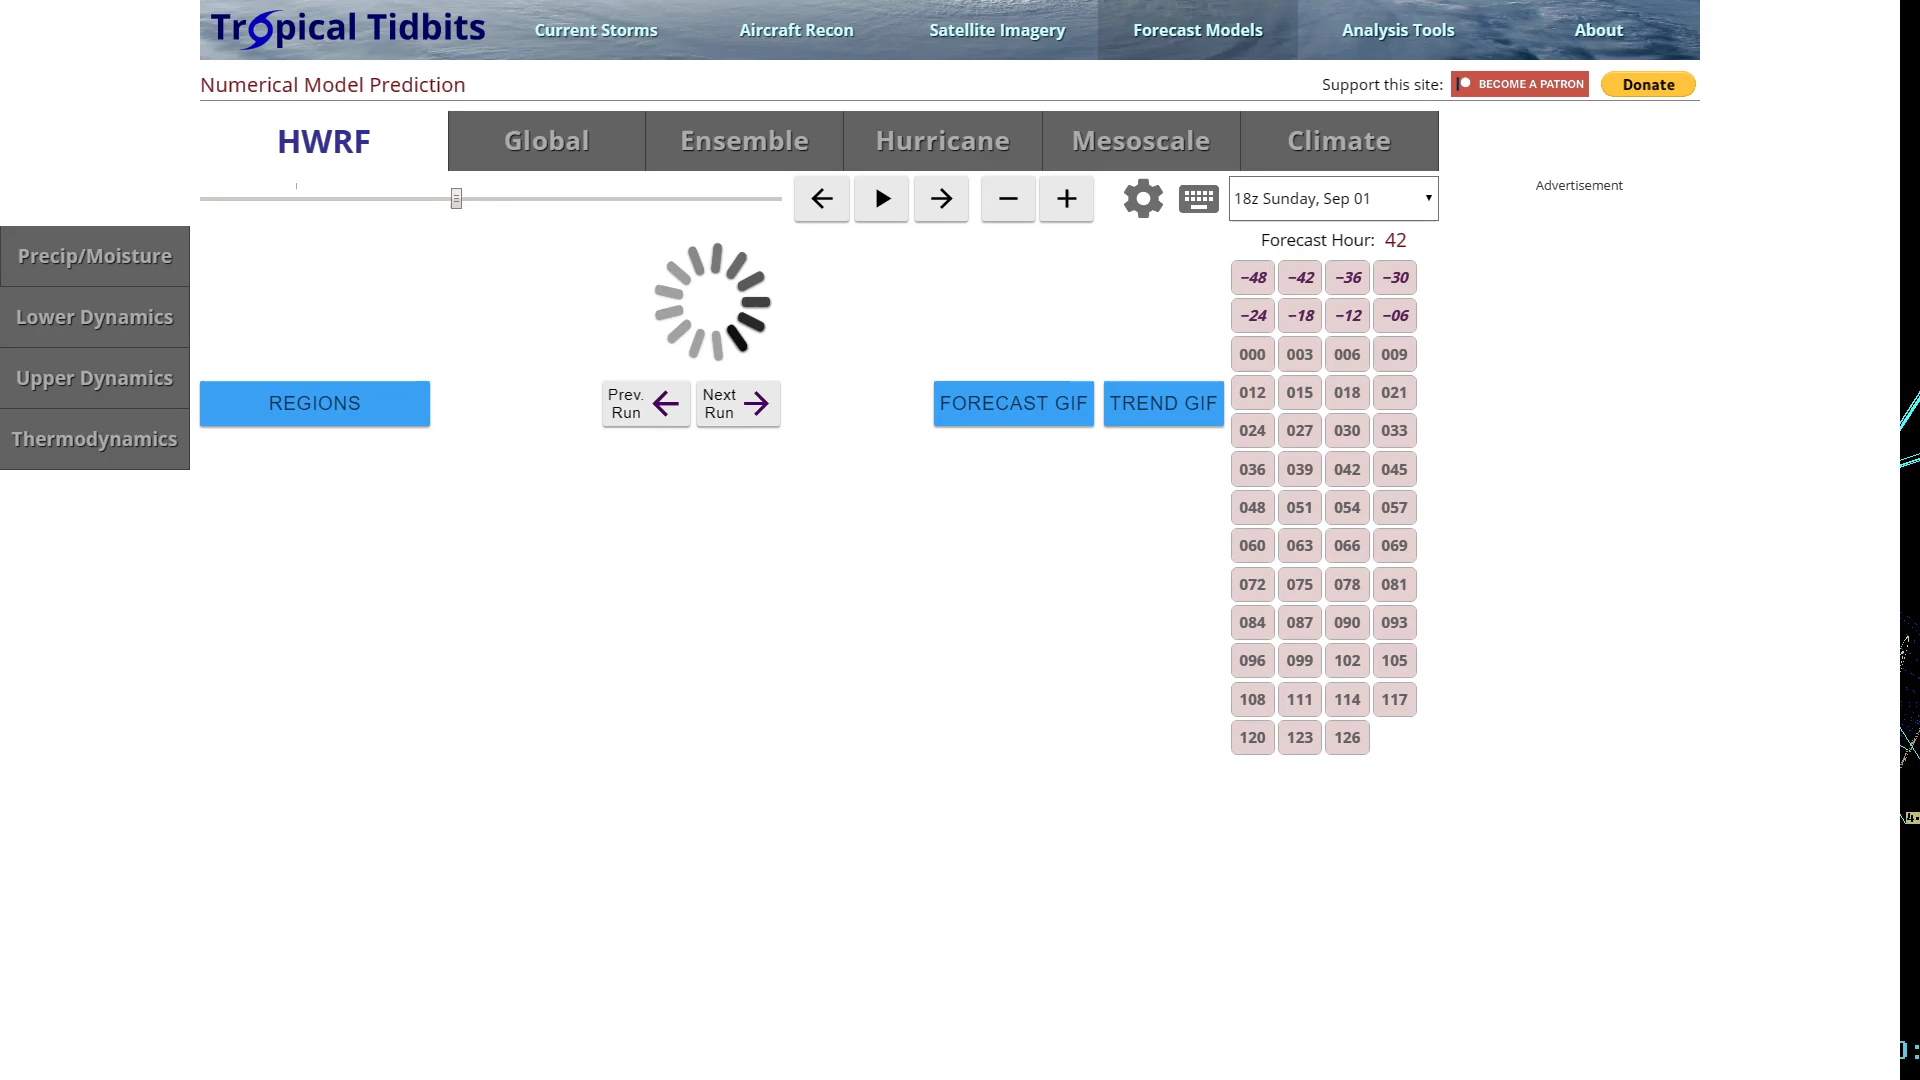 Tropical Tidbits
Current Storms
Aircraft Recon
Satellite Imagery
Forecast Models
Analysis Tools
About
Numerical Model Prediction
Support this site:
BECOME A PATRON
Donate
HWRF
Global
Ensemble
Hurricane
Mesoscale
Climate
18z Sunday, Sep 01
Advertisement
Precip/Moisture
Lower Dynamics
Upper Dynamics
Thermodynamics
REGIONS
Prev.
Run
Next
Run
FORECAST GIF
TREND GIF
Forecast Hour: 42
−48 −42 −36 −30
−24 −18 −12 −06
000 003 006 009
012 015 018 021
024 027 030 033
036 039 042 045
048 051 054 057
060 063 066 069
072 075 078 081
084 087 090 093
096 099 102 105
108 111 114 117
120 123 126